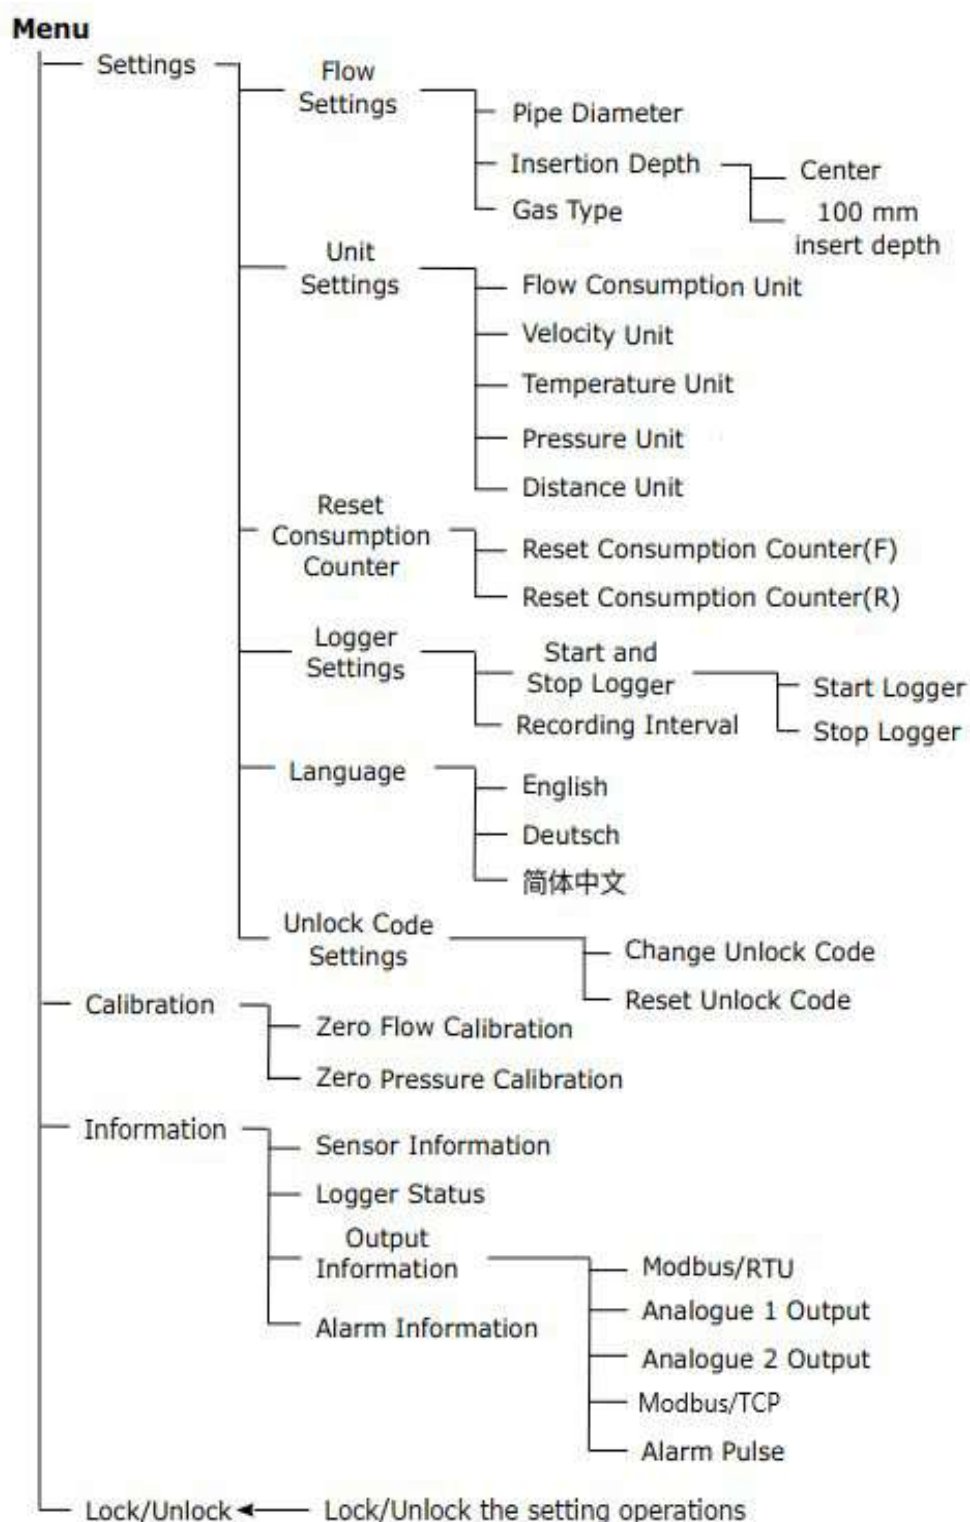 Menu
Settings
Flow
Settings
Pipe Diameter
Insertion Depth
Center
100 mm
insert depth
Gas Type
Unit
Settings
Flow Consumption Unit
Velocity Unit
Temperature Unit
Pressure Unit
Distance Unit
Reset
Consumption
Counter
Reset Consumption Counter(F)
Reset Consumption Counter(R)
Logger
Settings
Start and
Stop Logger
Start Logger
Stop Logger
Recording Interval
Language
English
Deutsch
简体中文
Unlock Code
Settings
Change Unlock Code
Reset Unlock Code
Calibration
Zero Flow Calibration
Zero Pressure Calibration
Information
Sensor Information
Logger Status
Output
Information
Modbus/RTU
Analogue 1 Output
Analogue 2 Output
Modbus/TCP
Alarm Pulse
Alarm Information
Lock/Unlock
Lock/Unlock the setting operations